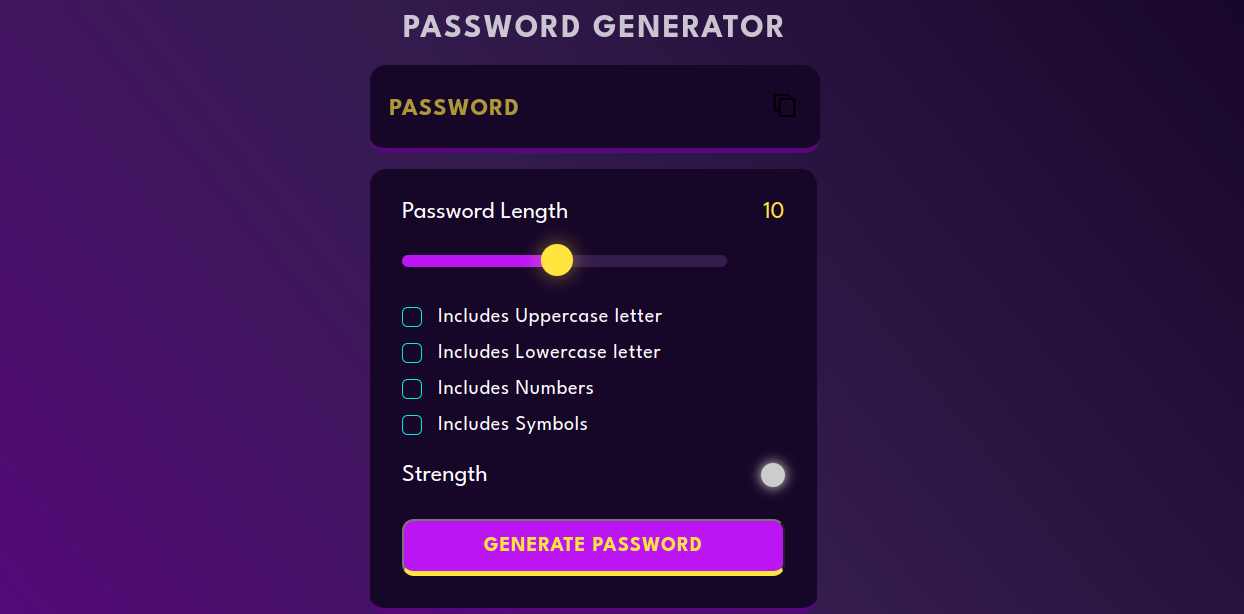 PASSWORD GENERATOR
PASSWORD
Password Length 10
Includes Uppercase letter
Includes Lowercase letter
Includes Numbers
Includes Symbols
Strength
GENERATE PASSWORD